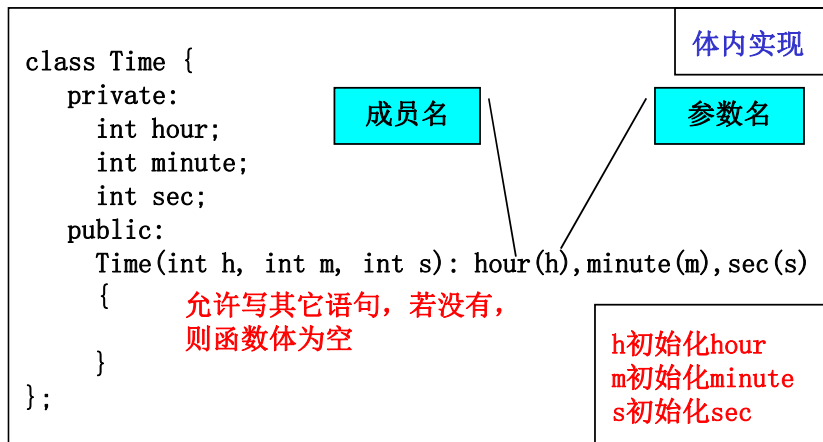 体内实现
class Time {
private:
成员名
参数名
int hour;
int minute;
int sec;
public:
Time(int h, int m, int s): hour(h),minute(m),sec(s)
{
允许写其它语句，若没有，
则函数体为空
}
};
h初始化hour
m初始化minute
s初始化sec